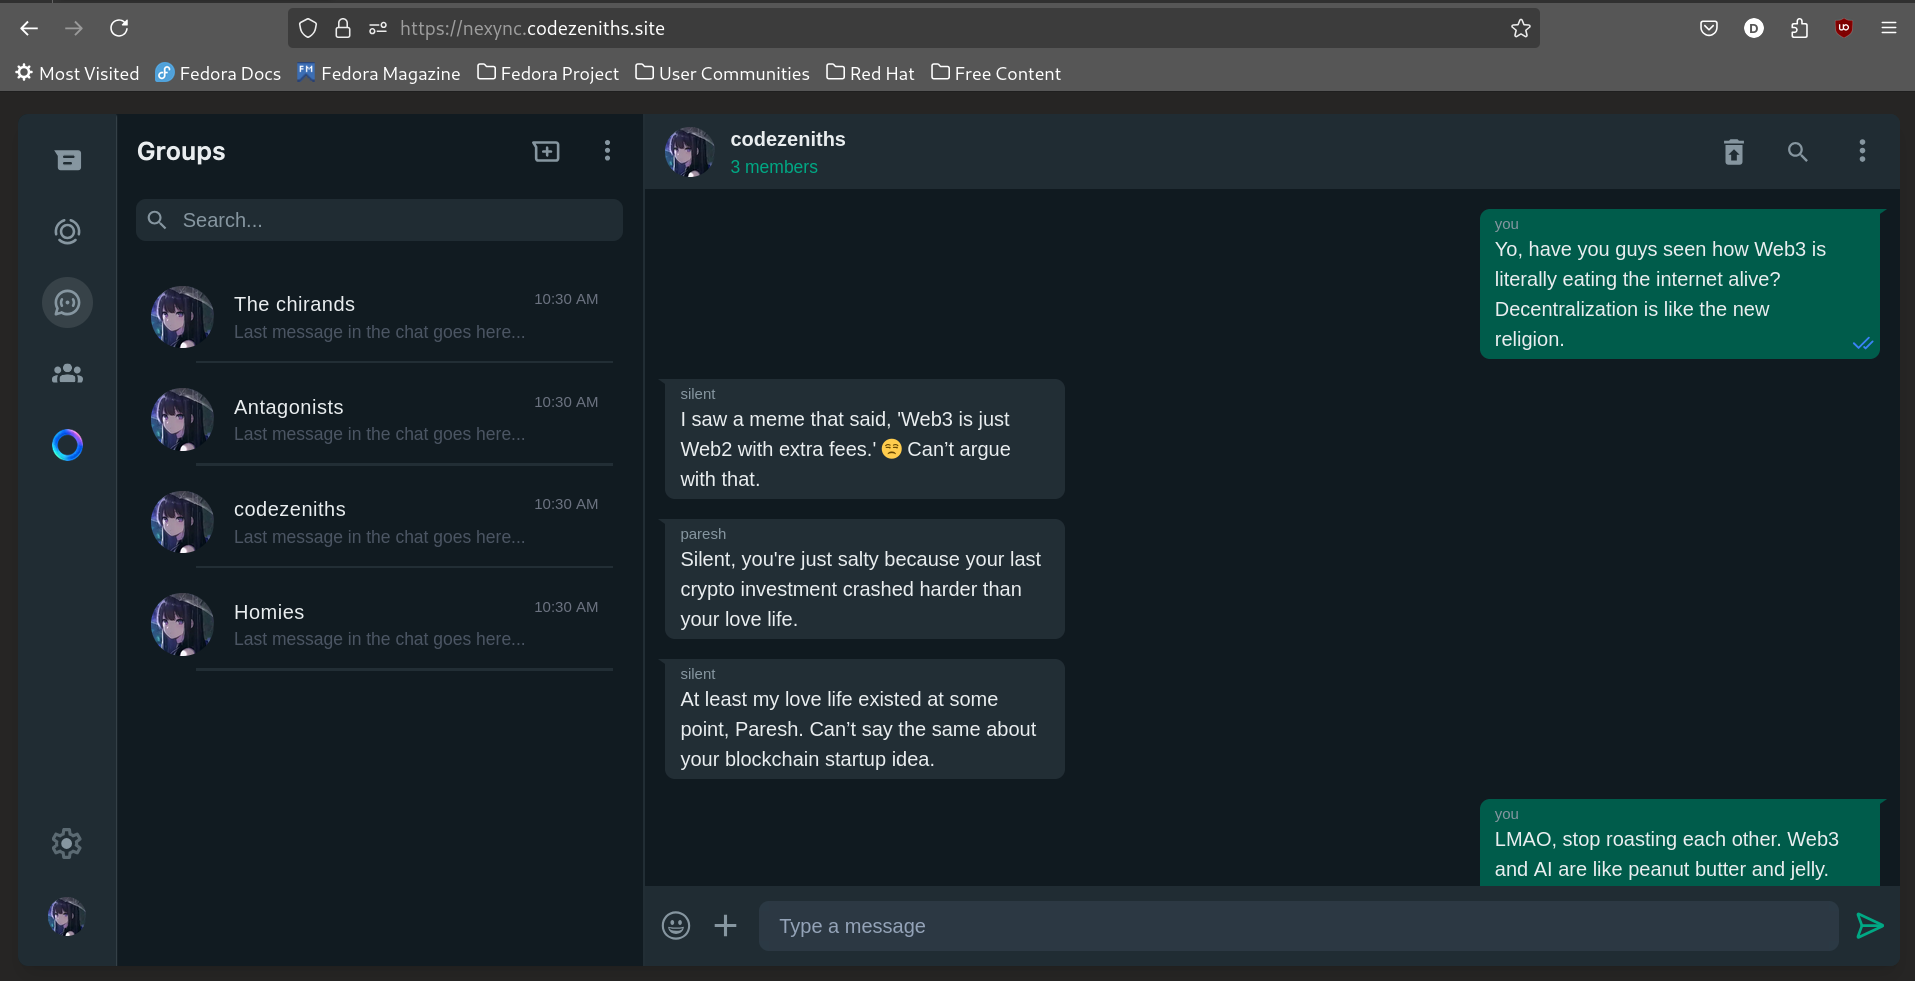 https://nexync.codezeniths.site
D
Most Visited
Fedora Docs
FM
Fedora Magazine
Fedora Project
User Communities
Red Hat
Free Content
Groups
Search...
The chirands
10:30 AM
Last message in the chat goes here...
Antagonists
10:30 AM
Last message in the chat goes here...
codezeniths
10:30 AM
Last message in the chat goes here...
Homies
10:30 AM
Last message in the chat goes here...
codezeniths
3 members
you
Yo, have you guys seen how Web3 is
literally eating the internet alive?
Decentralization is like the new
religion.
silent
I saw a meme that said, 'Web3 is just
Web2 with extra fees.' 😒 Can’t argue
with that.
paresh
Silent, you're just salty because your last
crypto investment crashed harder than
your love life.
silent
At least my love life existed at some
point, Paresh. Can’t say the same about
your blockchain startup idea.
you
LMAO, stop roasting each other. Web3
and AI are like peanut butter and jelly.
Type a message